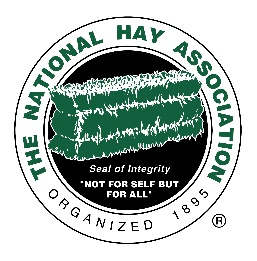 THE NATIONAL HAY ASSOCIATION
Seal of Integrity
"NOT FOR SELF BUT
FOR ALL"
ORGANIZED 1895
®